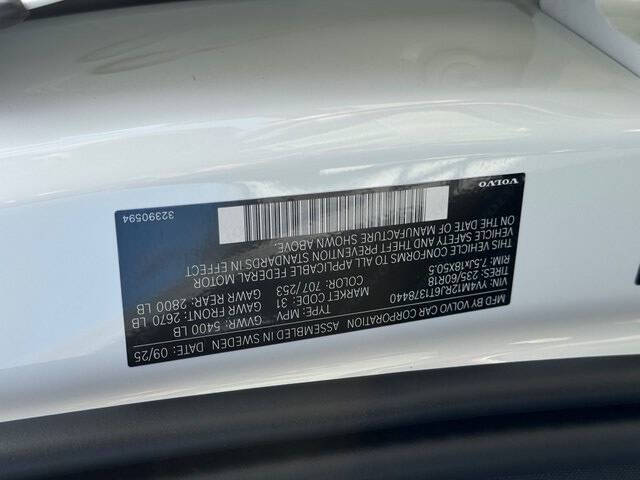 MFD BY VOLVO CAR CORPORATION ASSEMBLED IN SWEDEN DATE: 09/25
VIN: YV4M12RJ9T1378440 TYPE: MPV GVWR: 5400 LB
TIRES: 235/60R18 MARKET CODE: 31 GAWR FRONT: 2670 LB
RIM: 7.5Jx18X50.5 COLOR: 707/253 GAWR REAR: 2800 LB
THIS VEHICLE CONFORMS TO ALL APPLICABLE FEDERAL MOTOR
VEHICLE SAFETY AND THEFT PREVENTION STANDARDS IN EFFECT
ON THE DATE OF MANUFACTURE SHOWN ABOVE.
VOLVO
32390594